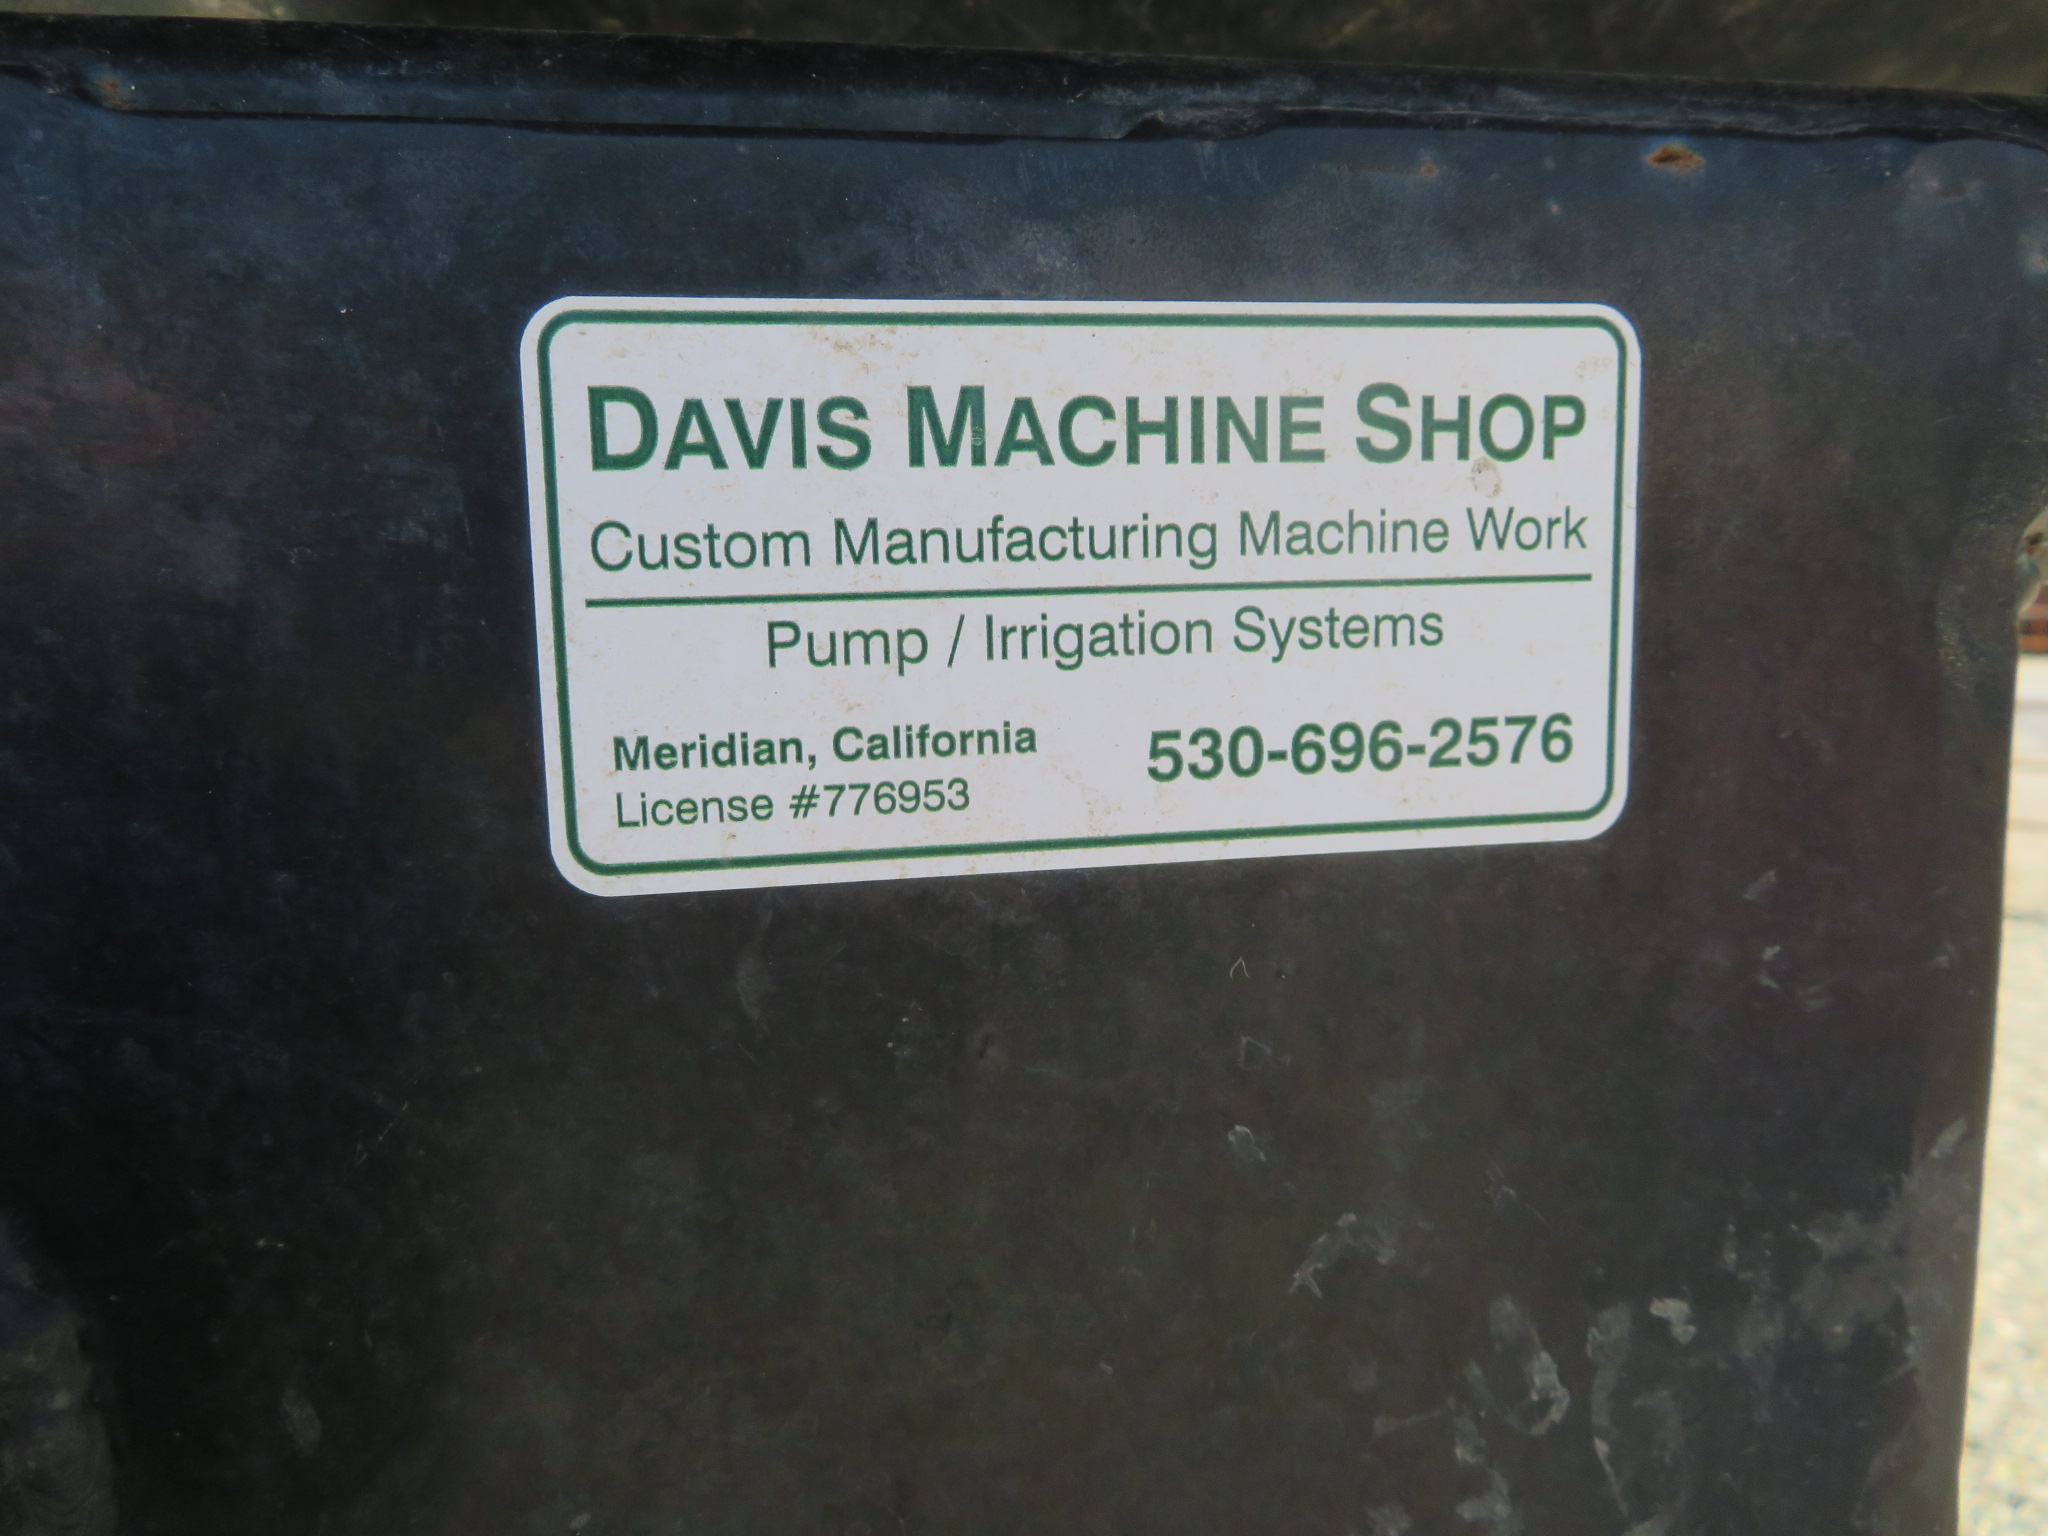 DAVIS MACHINE SHOP
Custom Manufacturing Machine Work
Pump / Irrigation Systems
Meridian, California
License #776953
530-696-2576